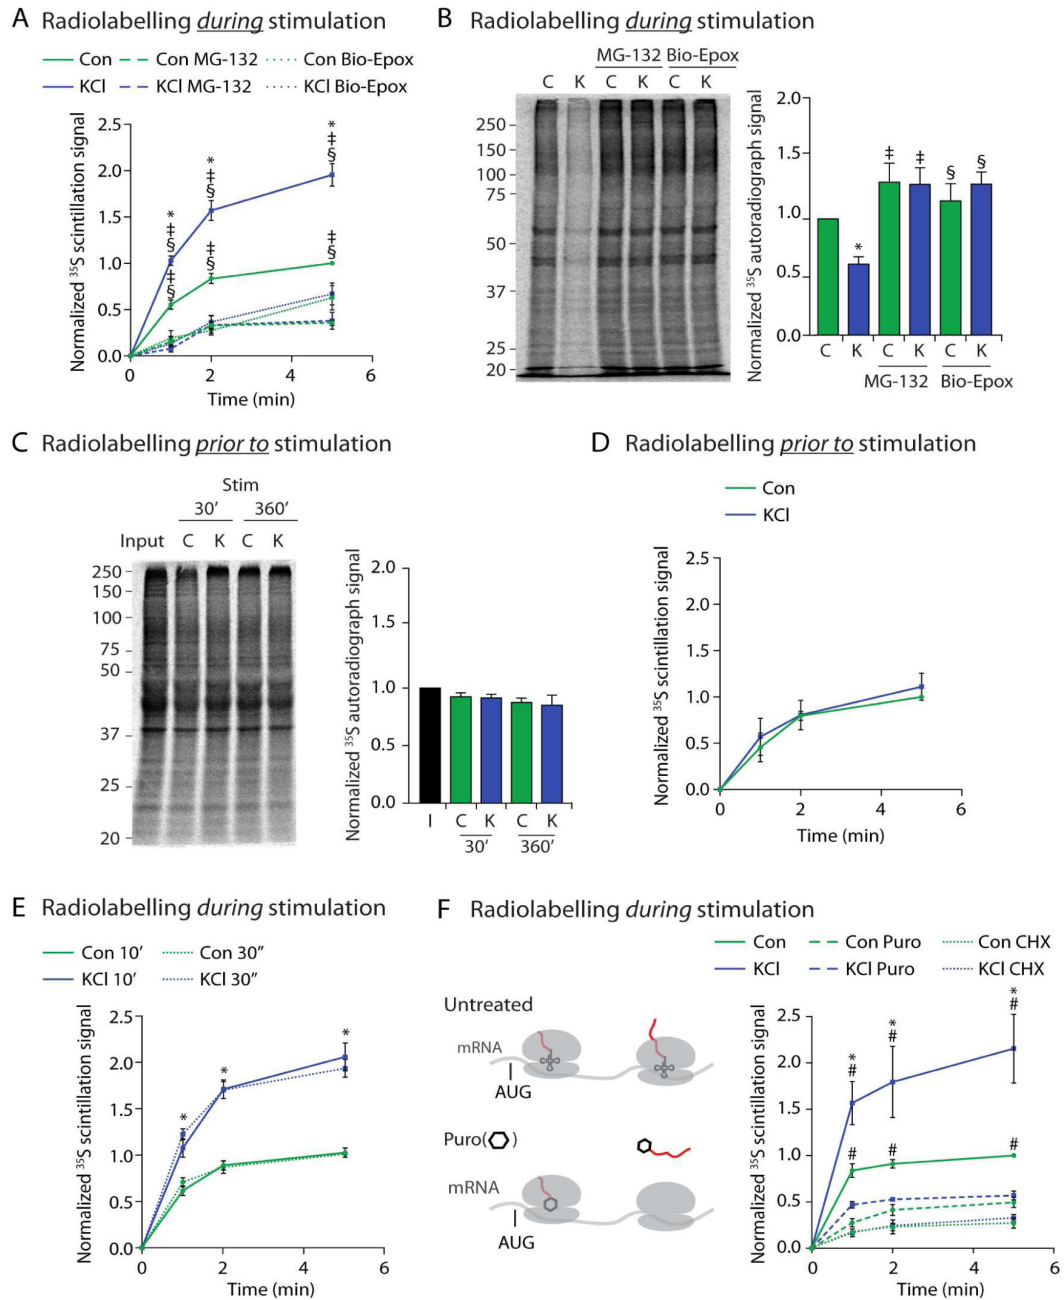 A Radiolabelling during stimulation
Con Con MG-132 Con Bio-Epox
KCl KCl MG-132 KCl Bio-Epox
Normalized ³⁵S scintillation signal
2.5
2.0
1.5
1.0
0.5
0.0
* ‡ §
‡ §
* ‡ §
‡ §
* ‡ §
‡ §
0 2 4 6
Time (min)
B Radiolabelling during stimulation
MG-132 Bio-Epox
C K C K C K
250
150
100
75
50
37
25
20
Normalized ³⁵S autoradiograph signal
2.0
1.5
1.0
0.5
0.0
* ‡ ‡ § §
C K C K C K
MG-132 Bio-Epox
C Radiolabelling prior to stimulation
Stim
30′ 360′
Input C K C K
250
150
100
75
50
37
25
20
Normalized ³⁵S autoradiograph signal
2.0
1.5
1.0
0.5
0.0
I C K C K
30′ 360′
D Radiolabelling prior to stimulation
Con
KCl
Normalized ³⁵S scintillation signal
2.5
2.0
1.5
1.0
0.5
0.0
0 2 4 6
Time (min)
E Radiolabelling during stimulation
Con 10′ Con 30″
KCl 10′ KCl 30″
Normalized ³⁵S scintillation signal
2.5
2.0
1.5
1.0
0.5
0.0
* * *
0 2 4 6
Time (min)
F Radiolabelling during stimulation
Con Con Puro Con CHX
KCl KCl Puro KCl CHX
Untreated
mRNA
AUG
Puro( )
mRNA
AUG
Normalized ³⁵S scintillation signal
2.5
2.0
1.5
1.0
0.5
0.0
* #
#
* #
#
* #
#
0 2 4 6
Time (min)